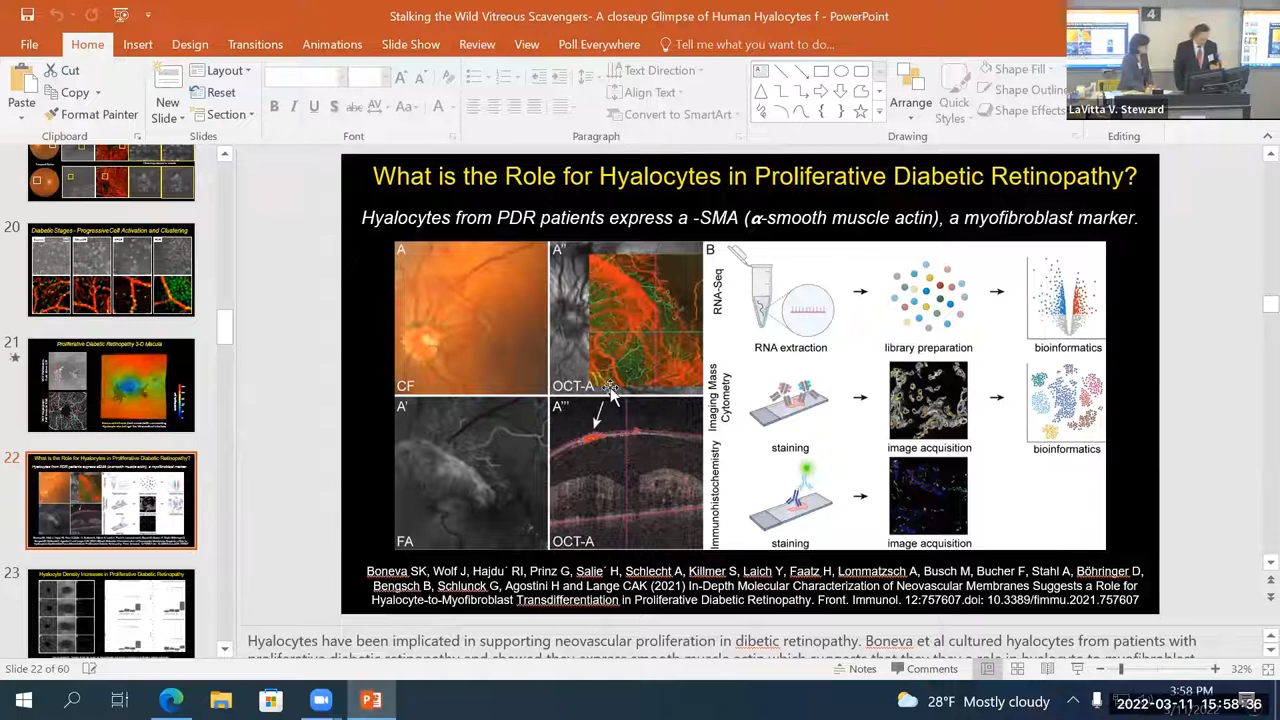 Stalking the Wild Vitreous Scavengers- A closeup Glimpse of Human Hyalocytes f - PowerPoint
4
File Home Insert Design Transitions Animations Slide Show Review View Poll Everywhere Tell me what you want to do...
Paste
Cut
Copy
Format Painter
New Slide
Layout
Reset
Section
B I U S abc AV Aa A
Text Direction
Align Text
Convert to SmartArt
Arrange
Quick Styles
Shape Fill
Shape Outline
Shape Effects
LaVitta V. Steward
Clipboard Slides Font Paragraph Drawing Editing
20
Diabetic Stages - Progressive Cell Activation and Clustering
21
Proliferative Diabetic Retinopathy 3-D Macula
22
What is the Role for Hyalocytes in Proliferative Diabetic Retinopathy?
23
Hyalocyte Density Increases in Proliferative Diabetic Retinopathy
What is the Role for Hyalocytes in Proliferative Diabetic Retinopathy?
Hyalocytes from PDR patients express a -SMA (α-smooth muscle actin), a myofibroblast marker.
A
CF
A''
OCT-A
A'
FA
A'''
B
RNA-Seq
RNA extraction
library preparation
bioinformatics
Imaging Mass Cytometry
staining
image acquisition
bioinformatics
Immunohistochemistry
staining
image acquisition
Boneva SK, Wolf J, Hajdú RI, Prinz G, Salié H, Schlecht A, Killmer S, Laich Y, Faatz H, Lommatzsch A, Busch M, Bucher F, Stahl A, Böhringer D,
Bengsch B, Schlunck G, Agostini H and Lange CAK (2021) In-Depth Molecular Characterization of Neovascular Membranes Suggests a Role for
Hyalocyte-to-Myofibroblast Transdifferentiation in Proliferative Diabetic Retinopathy. Front. Immunol. 12:757607.doi: 10.3389/fimmu.2021.757607
Hyalocytes have been implicated in supporting neovascular proliferation in dibetic retinopathy. Boneva et al cultured hyalocytes from patients with
Slide 22 of 60
Notes
Comments
32%
28°F Mostly cloudy
3:58 PM
2022-03-11 15:58:36